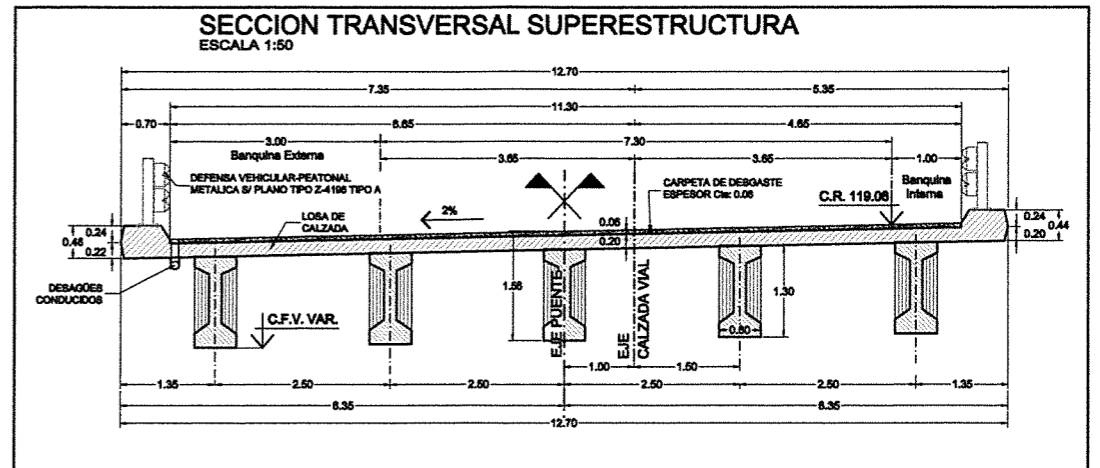 SECCION TRANSVERSAL SUPERESTRUCTURA
ESCALA 1:50
12.70
7.35 5.35
11.30
0.70 6.65 4.65
3.00 7.30
Banquina Externa 3.65 3.65 1.00
DEFENSA VEHICULAR-PEATONAL
METALICA S/ PLANO TIPO Z-4198 TIPO A
CARPETA DE DESGASTE
ESPESOR Cte: 0.06
C.R. 119.06
Banquina
Interna
2%
LOSA DE
CALZADA
0.24
0.46
0.22
0.06
0.20
0.24
0.44
0.20
DESAGÜES
CONDUCIDOS
C.F.V. VAR.
1.56
EJE PUENTE
EJE
CALZADA VIAL
0.60
1.30
1.00 1.50
1.35 2.50 2.50 2.50 2.50 1.35
6.35 6.35
12.70